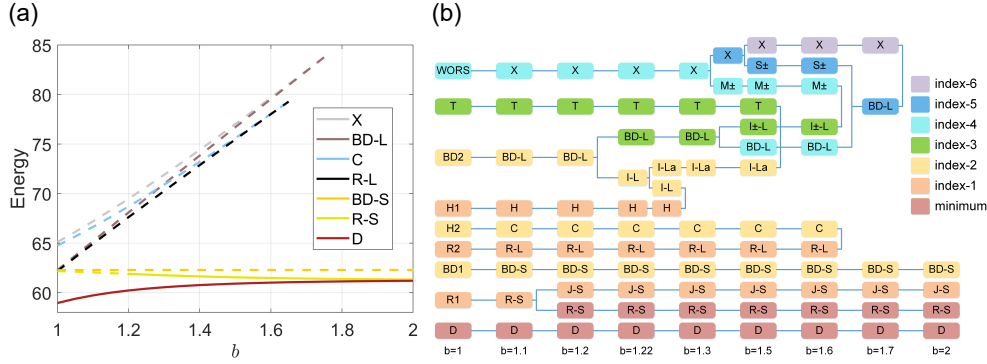 (a)
85
80
75
70
65
60
Energy
1
1.2
1.4
1.6
1.8
2
b
X
BD-L
C
R-L
BD-S
R-S
D
(b)
X X X
WORS X X X X X S± S±
M± M± M±
T T T T T T BD-L
BD-L BD-L I±-L I±-L
BD-L BD-L
BD2 BD-L BD-L
I-La I-La I-La
I-L
I-L
H1 H H H H
H2 C C C C C C
R2 R-L R-L R-L R-L R-L R-L
BD1 BD-S BD-S BD-S BD-S BD-S BD-S BD-S BD-S
J-S J-S J-S J-S J-S J-S J-S
R1 R-S
R-S R-S R-S R-S R-S R-S R-S
D D D D D D D D D
b=1 b=1.1 b=1.2 b=1.22 b=1.3 b=1.5 b=1.6 b=1.7 b=2
index-6
index-5
index-4
index-3
index-2
index-1
minimum